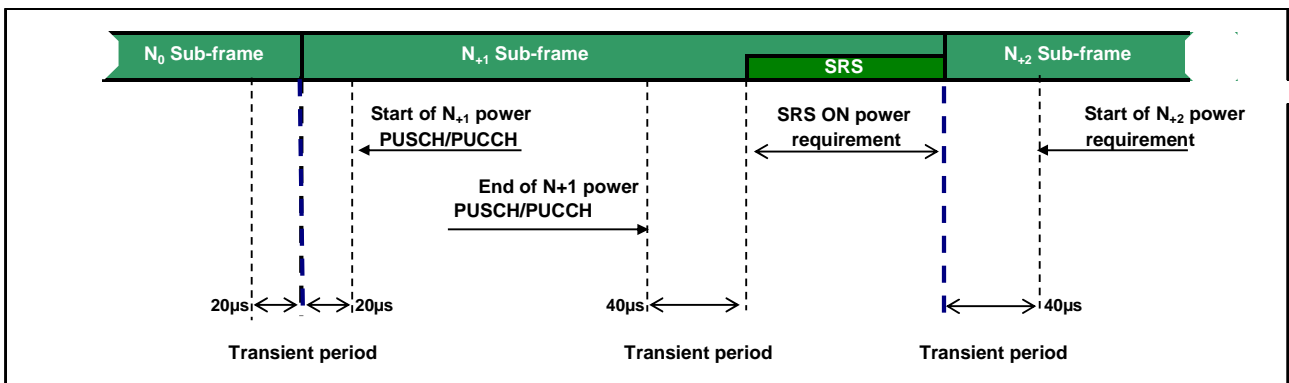 N₀ Sub-frame
N₊₁ Sub-frame
SRS
N₊₂ Sub-frame
Start of N₊₁ power
PUSCH/PUCCH
SRS ON power
requirement
Start of N₊₂ power
requirement
End of N+1 power
PUSCH/PUCCH
20µs
20µs
40µs
40µs
Transient period
Transient period
Transient period